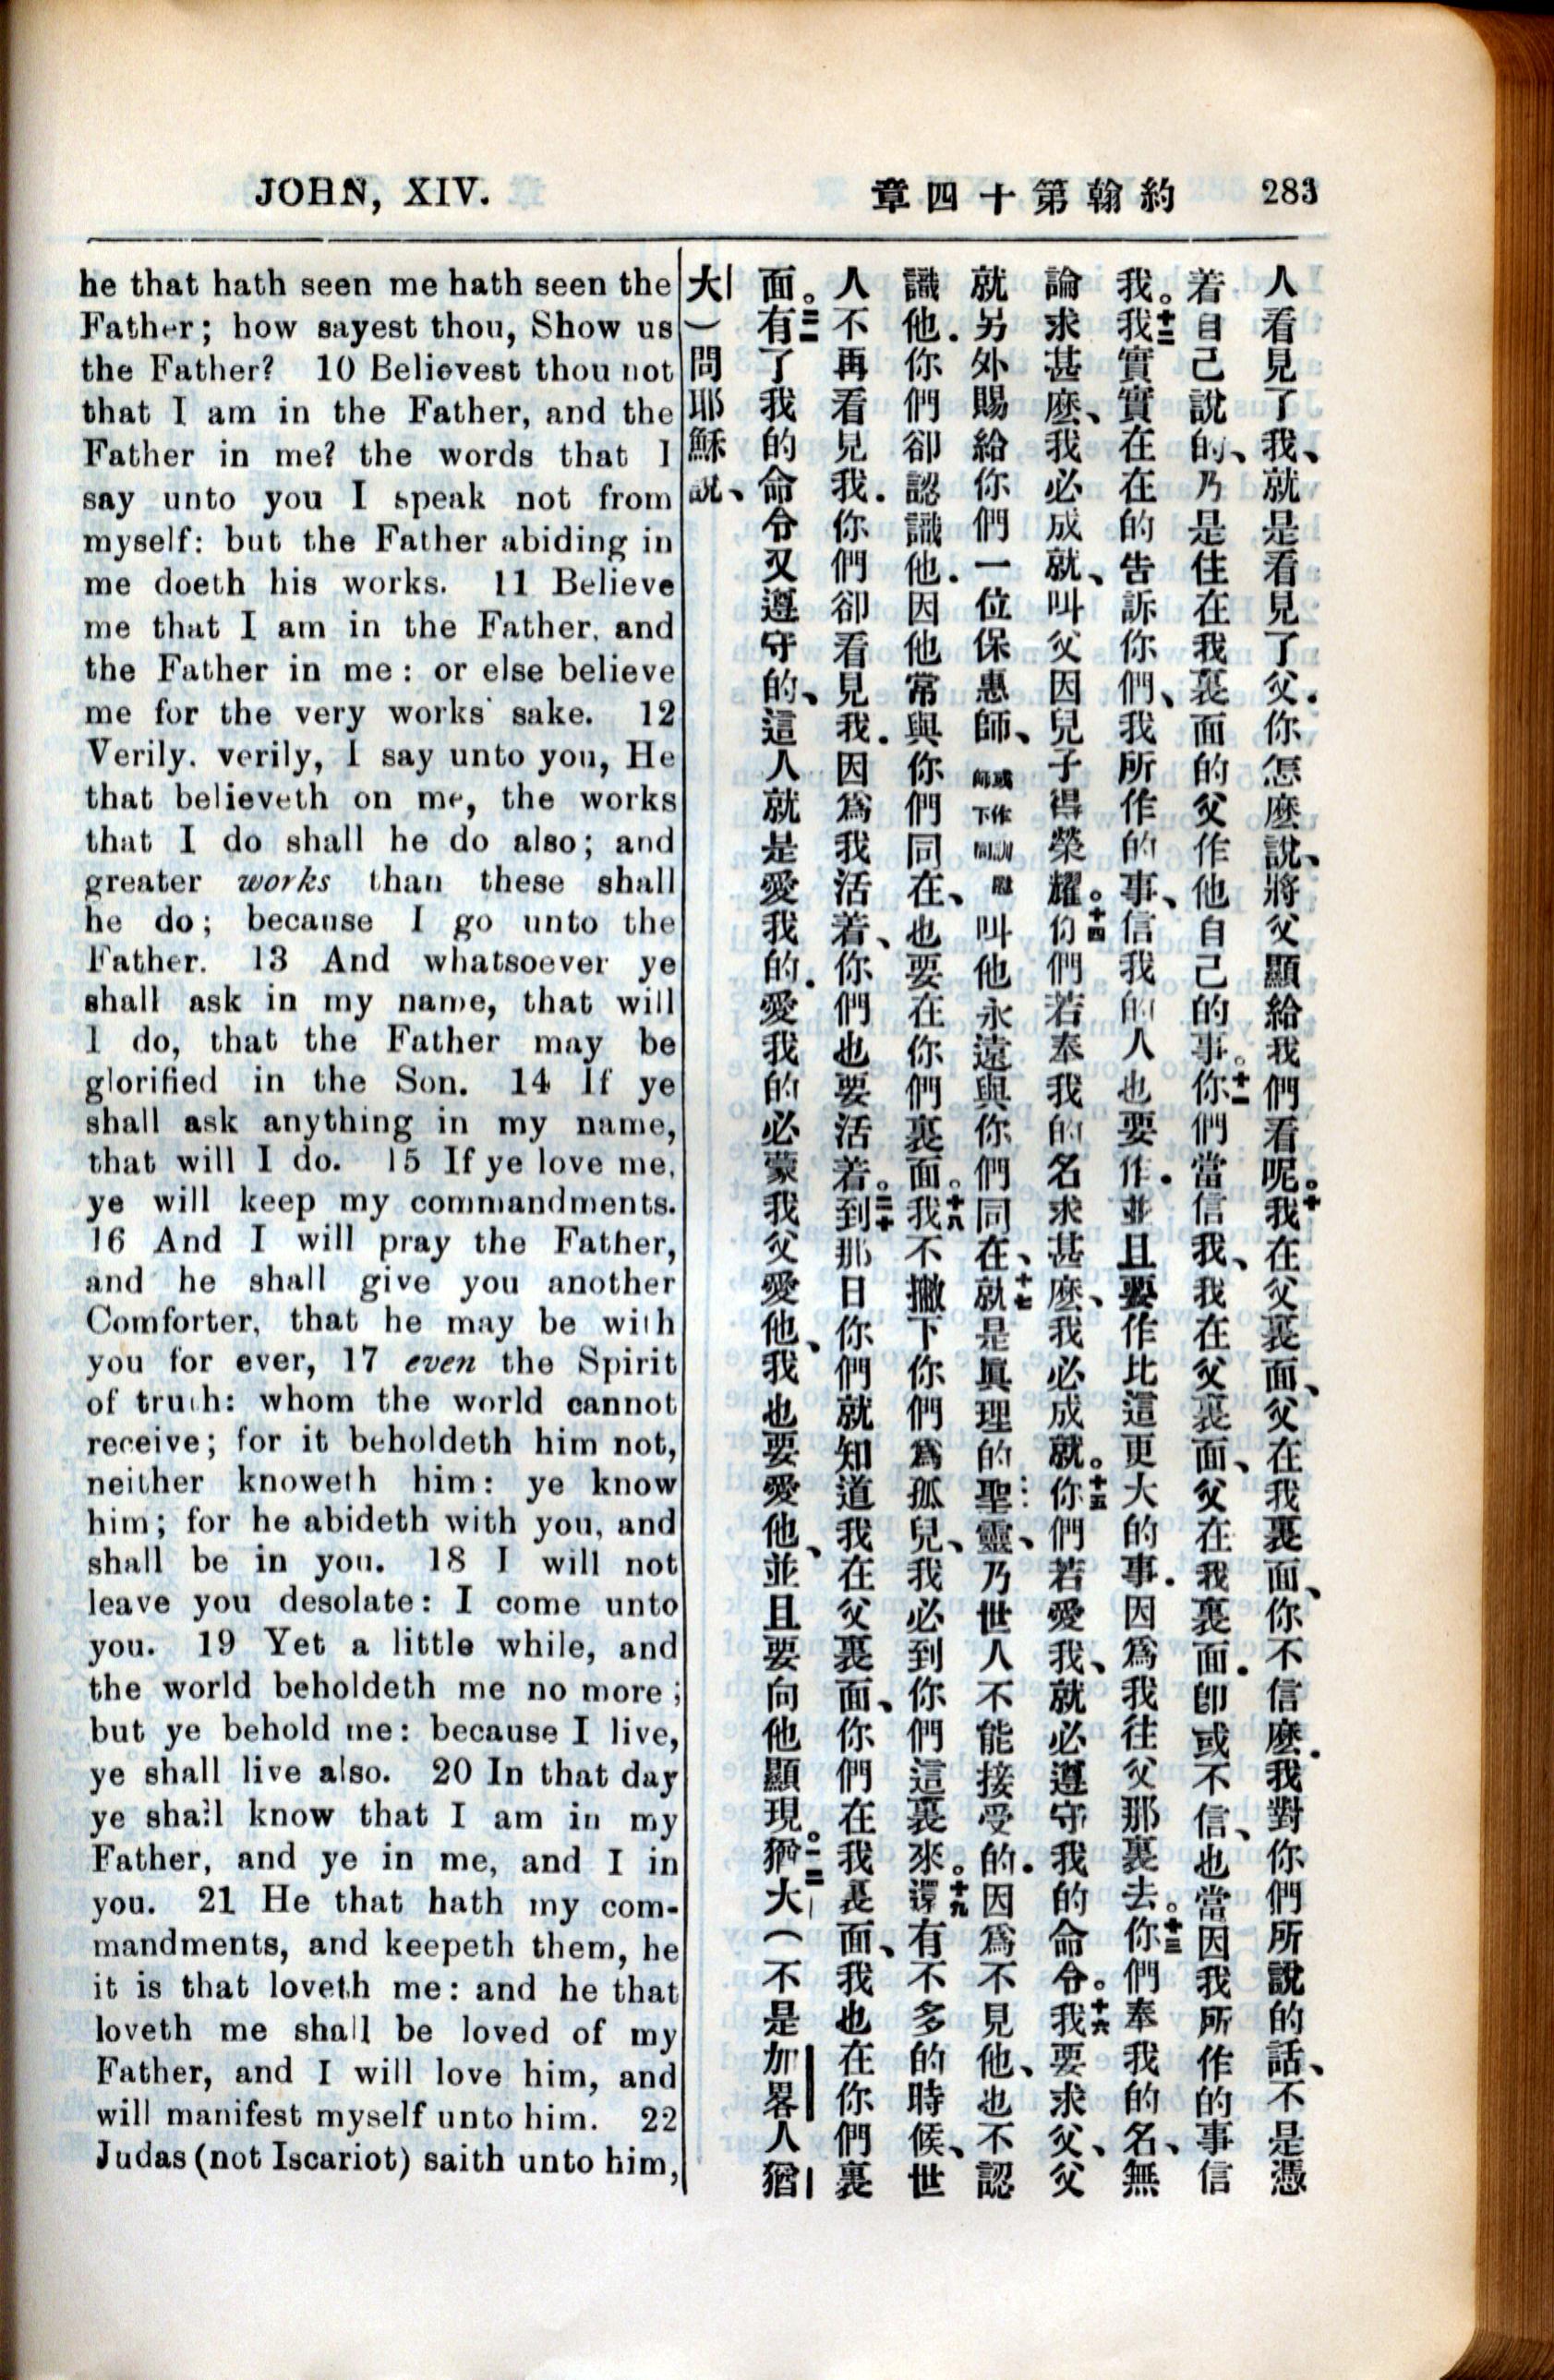 JOHN, XIV.
章四十第翰約
283
he that hath seen me hath seen the
Father; how sayest thou, Show us
the Father? 10 Believest thou not
that I am in the Father, and the
Father in me? the words that I
say unto you I speak not from
myself: but the Father abiding in
me doeth his works. 11 Believe
me that I am in the Father, and
the Father in me: or else believe
me for the very works' sake. 12
Verily, verily, I say unto you, He
that believeth on me, the works
that I do shall he do also; and
greater works than these shall
he do; because I go unto the
Father. 13 And whatsoever ye
shall ask in my name, that will
I do, that the Father may be
glorified in the Son. 14 If ye
shall ask anything in my name,
that will I do. 15 If ye love me,
ye will keep my commandments.
16 And I will pray the Father,
and he shall give you another
Comforter, that he may be with
you for ever, 17 even the Spirit
of truth: whom the world cannot
receive; for it beholdeth him not,
neither knoweth him: ye know
him; for he abideth with you, and
shall be in you. 18 I will not
leave you desolate: I come unto
you. 19 Yet a little while, and
the world beholdeth me no more;
but ye behold me: because I live,
ye shall live also. 20 In that day
ye shall know that I am in my
Father, and ye in me, and I in
you. 21 He that hath my com-
mandments, and keepeth them, he
it is that loveth me: and he that
loveth me shall be loved of my
Father, and I will love him, and
will manifest myself unto him. 22
Judas (not Iscariot) saith unto him,
人看見了我、就是看見了父．你怎麼說、將父顯給我們看呢。十我在父裏面、父在我裏面、你不信麼．我對你們所說的話、不是憑
着自己說的、乃是住在我裏面的父作他自己的事。十一你們當信我、我在父裏面、父在我裏面．卽或不信、也當因我所作的事信
我。十二我實實在在的告訴你們、我所作的事、信我的人也要作．並且要作比這更大的事．因爲我往父那裏去。十三你們奉我的名、無
論求甚麼、我必成就、叫父因兒子得榮耀。十四你們若奉我的名求甚麼、我必成就。十五你們若愛我、就必遵守我的命令。十六我要求父、父
就另外賜給你們一位保惠師、或作訓慰師下同叫他永遠與你們同在、十七就是眞理的聖靈、乃世人不能接受的．因爲不見他、也不認
識他．你們卻認識他．因他常與你們同在、也要在你們裏面。十八我不撇下你們爲孤兒、我必到你們這裏來。十九還有不多的時候、世
人不再看見我．你們卻看見我．因爲我活着、你們也要活着。二十到那日你們就知道我在父裏面、你們在我裏面、我也在你們裏
面。二一有了我的命令又遵守的、這人就是愛我的．愛我的必蒙我父愛他、我也要愛他、並且要向他顯現。二二猶大（不是加畧人猶
大）問耶穌說、